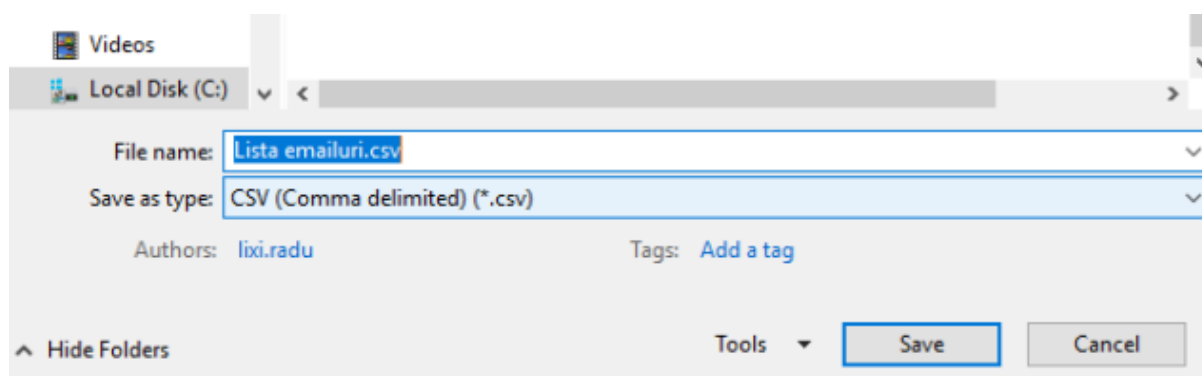 Videos
Local Disk (C:)
File name: Lista emailuri.csv
Save as type: CSV (Comma delimited) (*.csv)
Authors: lixi.radu Tags: Add a tag
Hide Folders Tools Save Cancel